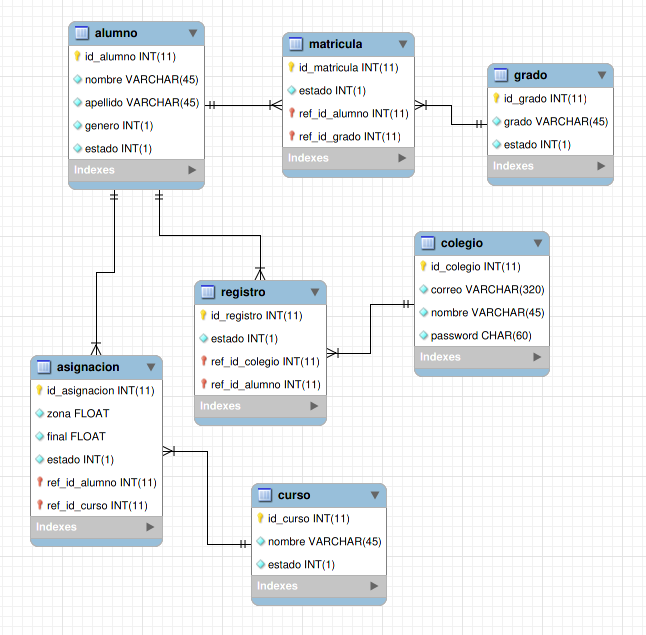 alumno
id_alumno INT(11)
nombre VARCHAR(45)
apellido VARCHAR(45)
genero INT(1)
estado INT(1)
Indexes
matricula
id_matricula INT(11)
estado INT(1)
ref_id_alumno INT(11)
ref_id_grado INT(11)
Indexes
grado
id_grado INT(11)
grado VARCHAR(45)
estado INT(1)
Indexes
colegio
id_colegio INT(11)
correo VARCHAR(320)
nombre VARCHAR(45)
password CHAR(60)
Indexes
registro
id_registro INT(11)
estado INT(1)
ref_id_colegio INT(11)
ref_id_alumno INT(11)
Indexes
asignacion
id_asignacion INT(11)
zona FLOAT
final FLOAT
estado INT(1)
ref_id_alumno INT(11)
ref_id_curso INT(11)
Indexes
curso
id_curso INT(11)
nombre VARCHAR(45)
estado INT(1)
Indexes